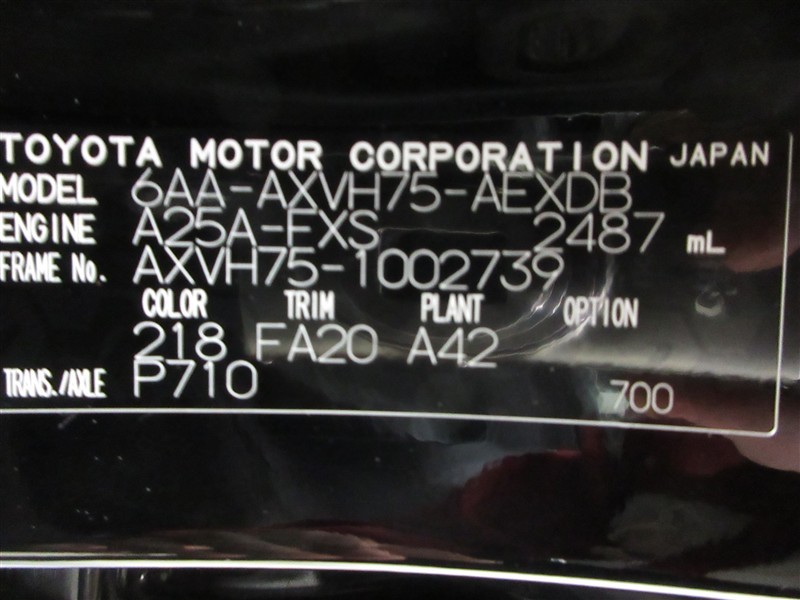 TOYOTA MOTOR CORPORATION JAPAN
MODEL 6AA-AXVH75-AEXDB
ENGINE A25A-FXS 2487 mL
FRAME No. AXVH75-1002739
COLOR TRIM PLANT OPTION
218 FA20 A42
TRANS./AXLE P710 700